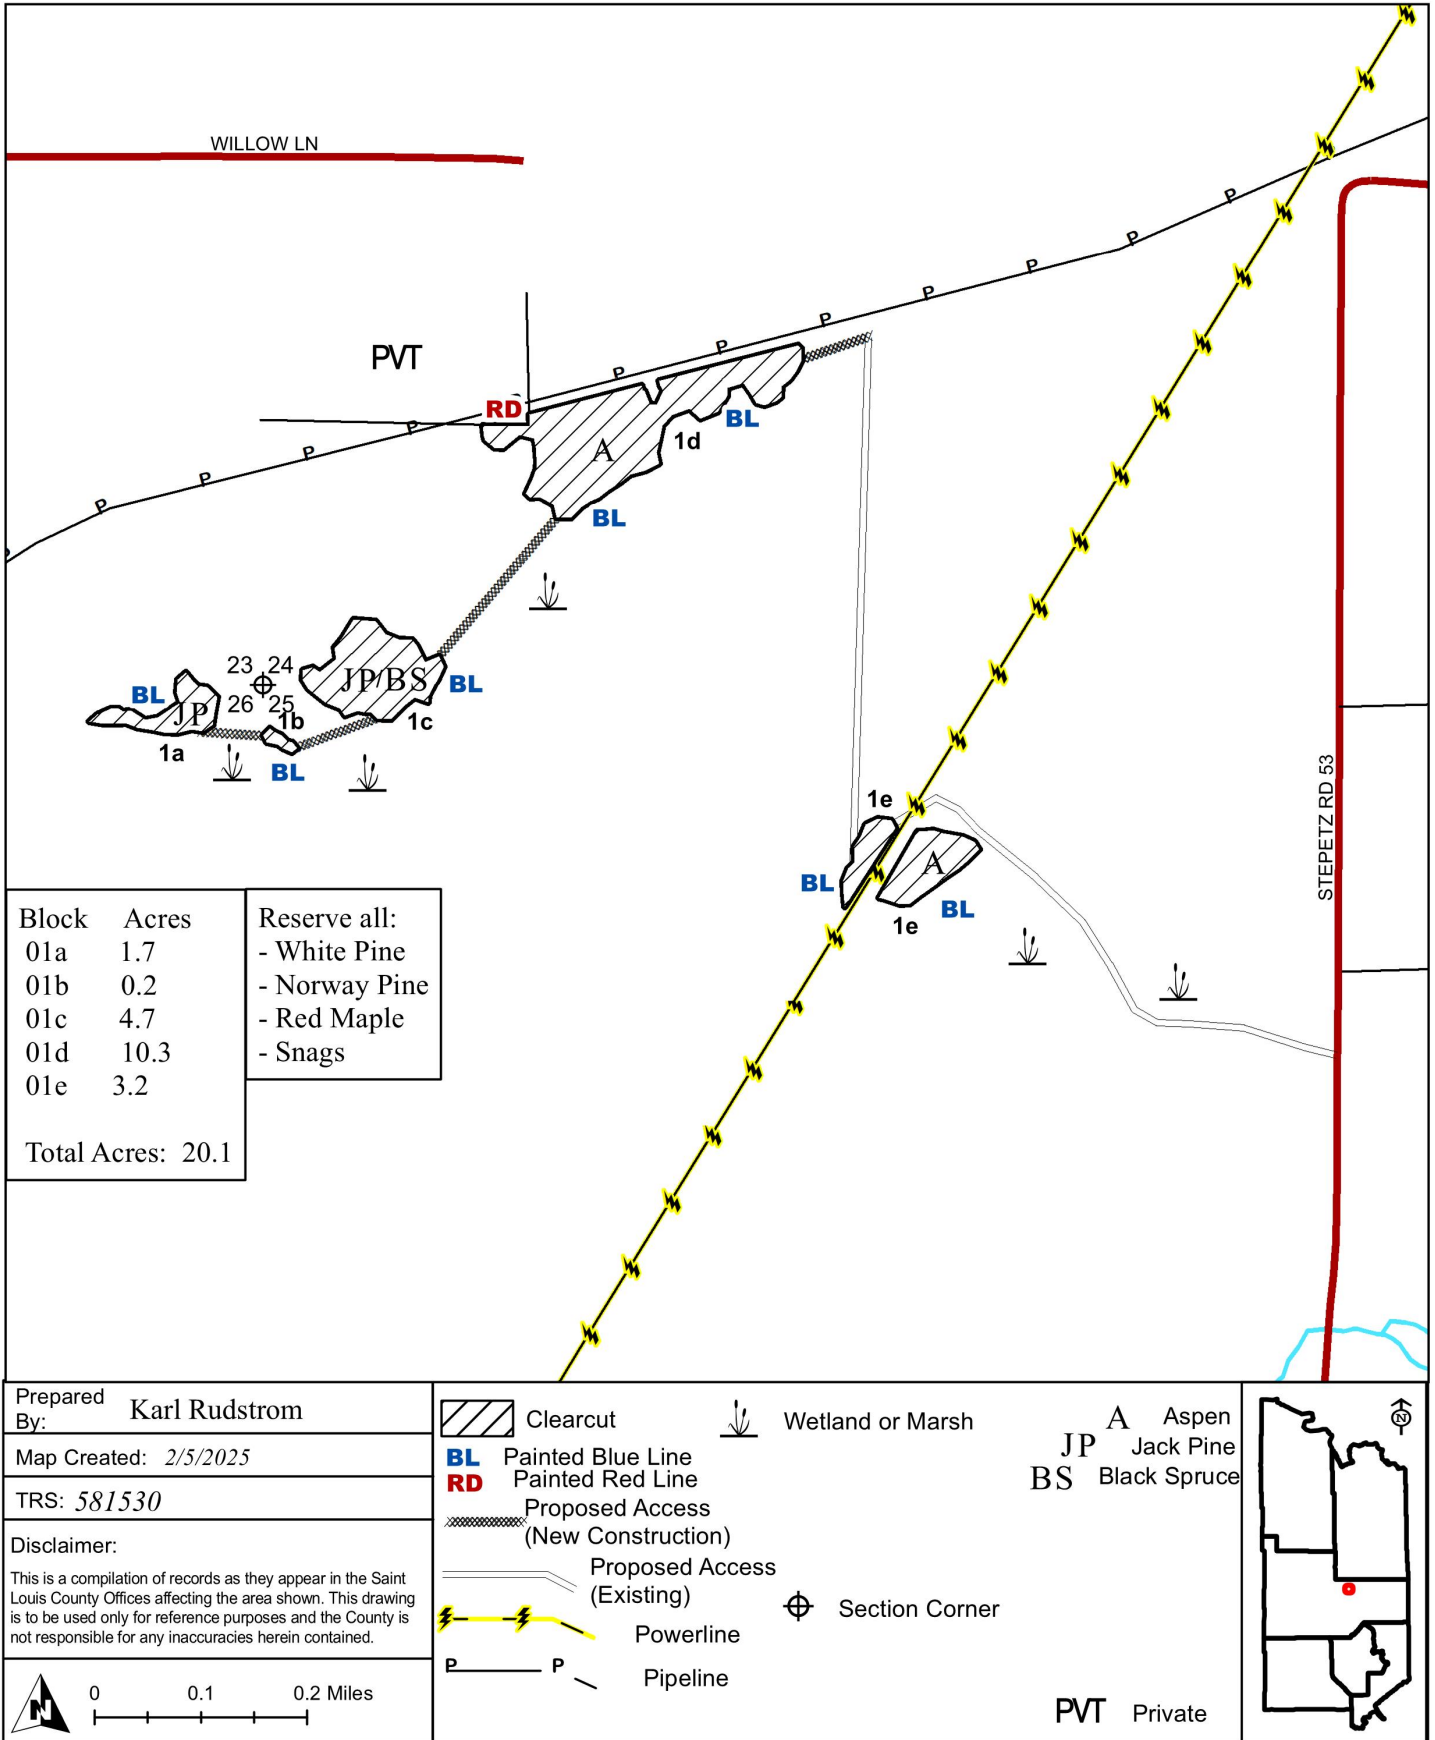 WILLOW LN
P
P
P
P
P
P
P
PVT
RD
P
P
P
P
BL
1d
A
BL
23 24
26 25
JP/BS
BL
BL
JP
1b
1c
1a
BL
1e
A
BL
BL
1e
STEPETZ RD 53
Block Acres
01a 1.7
01b 0.2
01c 4.7
01d 10.3
01e 3.2
Total Acres: 20.1
Reserve all:
- White Pine
- Norway Pine
- Red Maple
- Snags
Prepared
By: Karl Rudstrom
Map Created: 2/5/2025
TRS: 581530
Disclaimer:
This is a compilation of records as they appear in the Saint
Louis County Offices affecting the area shown. This drawing
is to be used only for reference purposes and the County is
not responsible for any inaccuracies herein contained.
N
0 0.1 0.2 Miles
Clearcut
BL Painted Blue Line
RD Painted Red Line
Proposed Access
(New Construction)
Proposed Access
(Existing)
Powerline
P P Pipeline
Wetland or Marsh
Section Corner
A Aspen
JP Jack Pine
BS Black Spruce
PVT Private
N